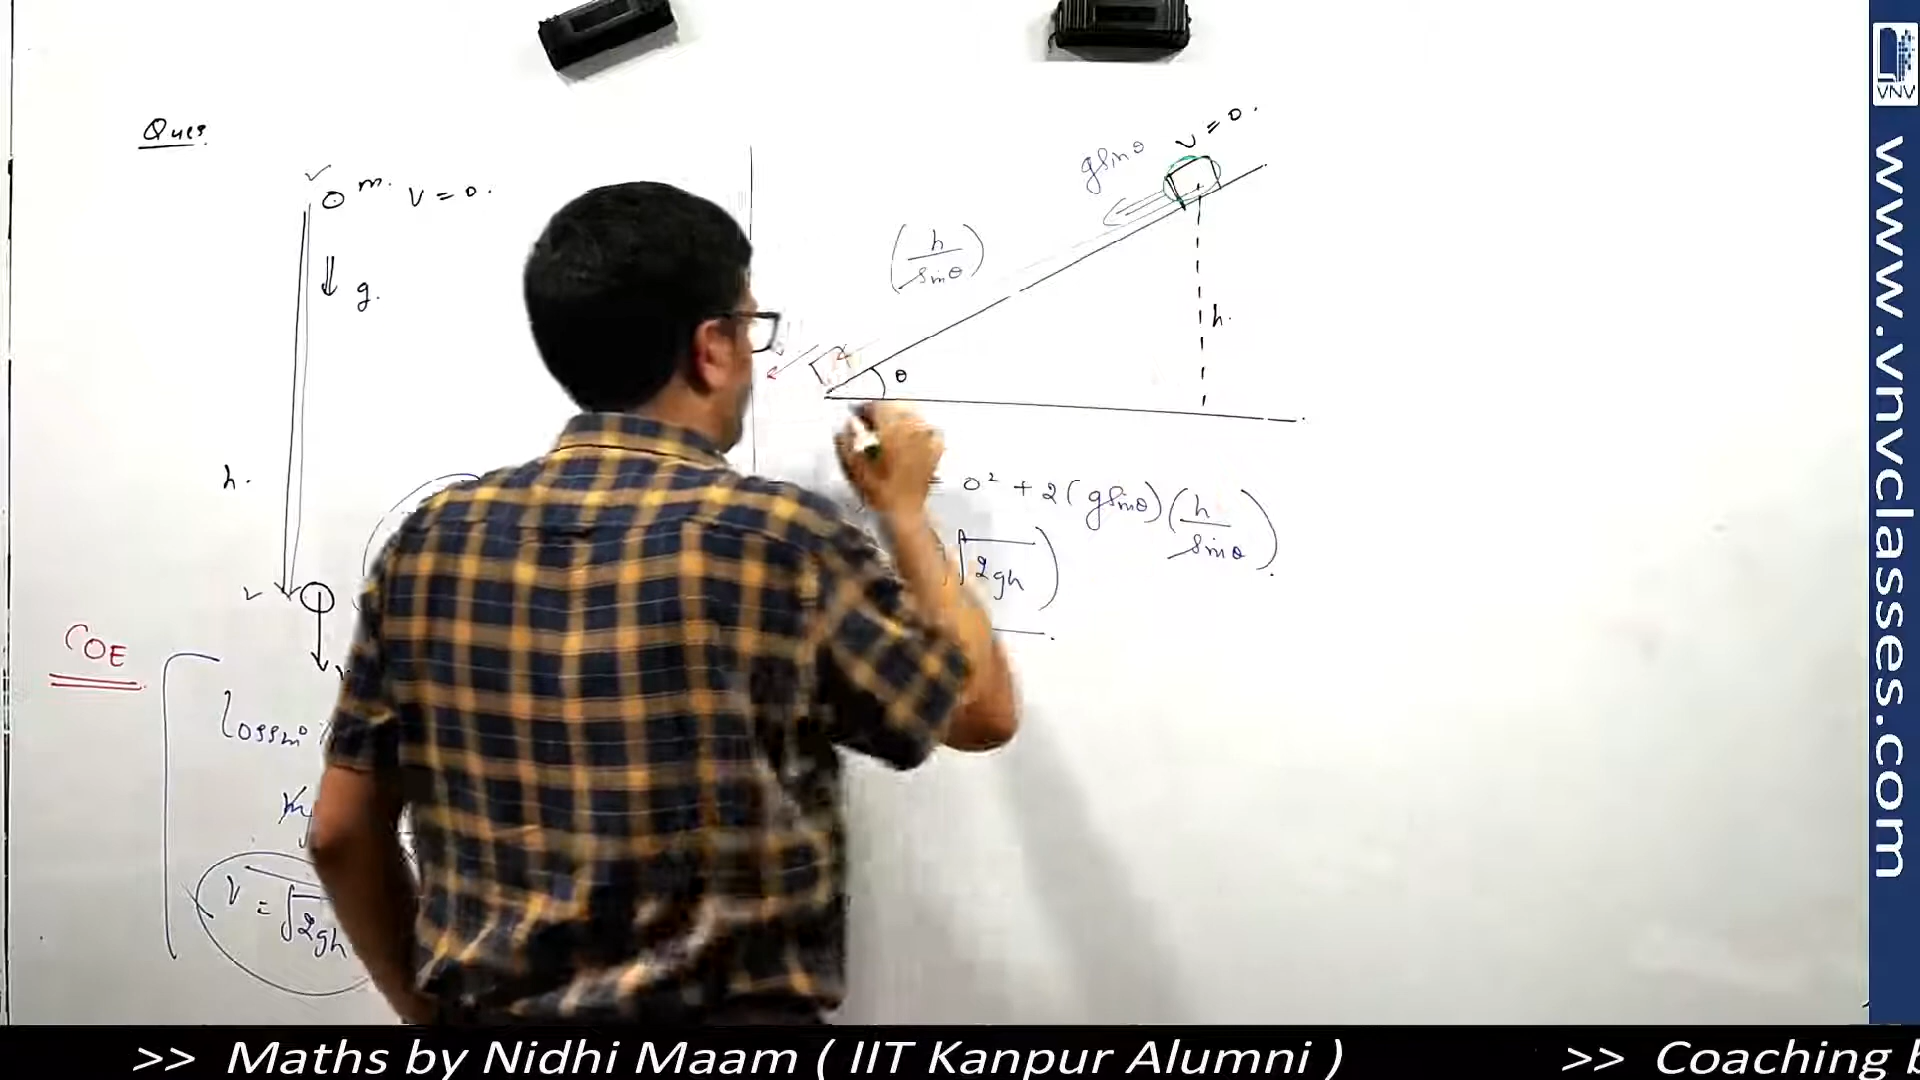 Ques.
m. v = 0.
g.
h.
v
COE
Loss in
v = √2gh
v = 0.
g sinθ
(h / sinθ)
h.
θ
= 0² + 2(g sinθ)(h / sinθ).
√2gh)
VNV
www.vnvclasses.com
>> Maths by Nidhi Maam ( IIT Kanpur Alumni )
>> Coaching b